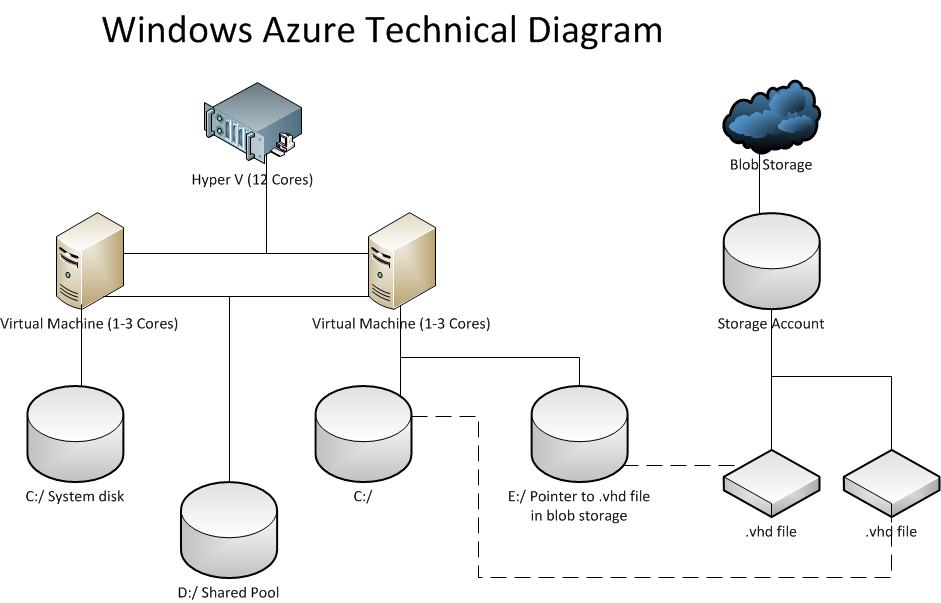 Windows Azure Technical Diagram
Hyper V (12 Cores)
Blob Storage
Virtual Machine (1-3 Cores)
Virtual Machine (1-3 Cores)
Storage Account
C:/ System disk
C:/
E:/ Pointer to .vhd file
in blob storage
.vhd file
.vhd file
D:/ Shared Pool